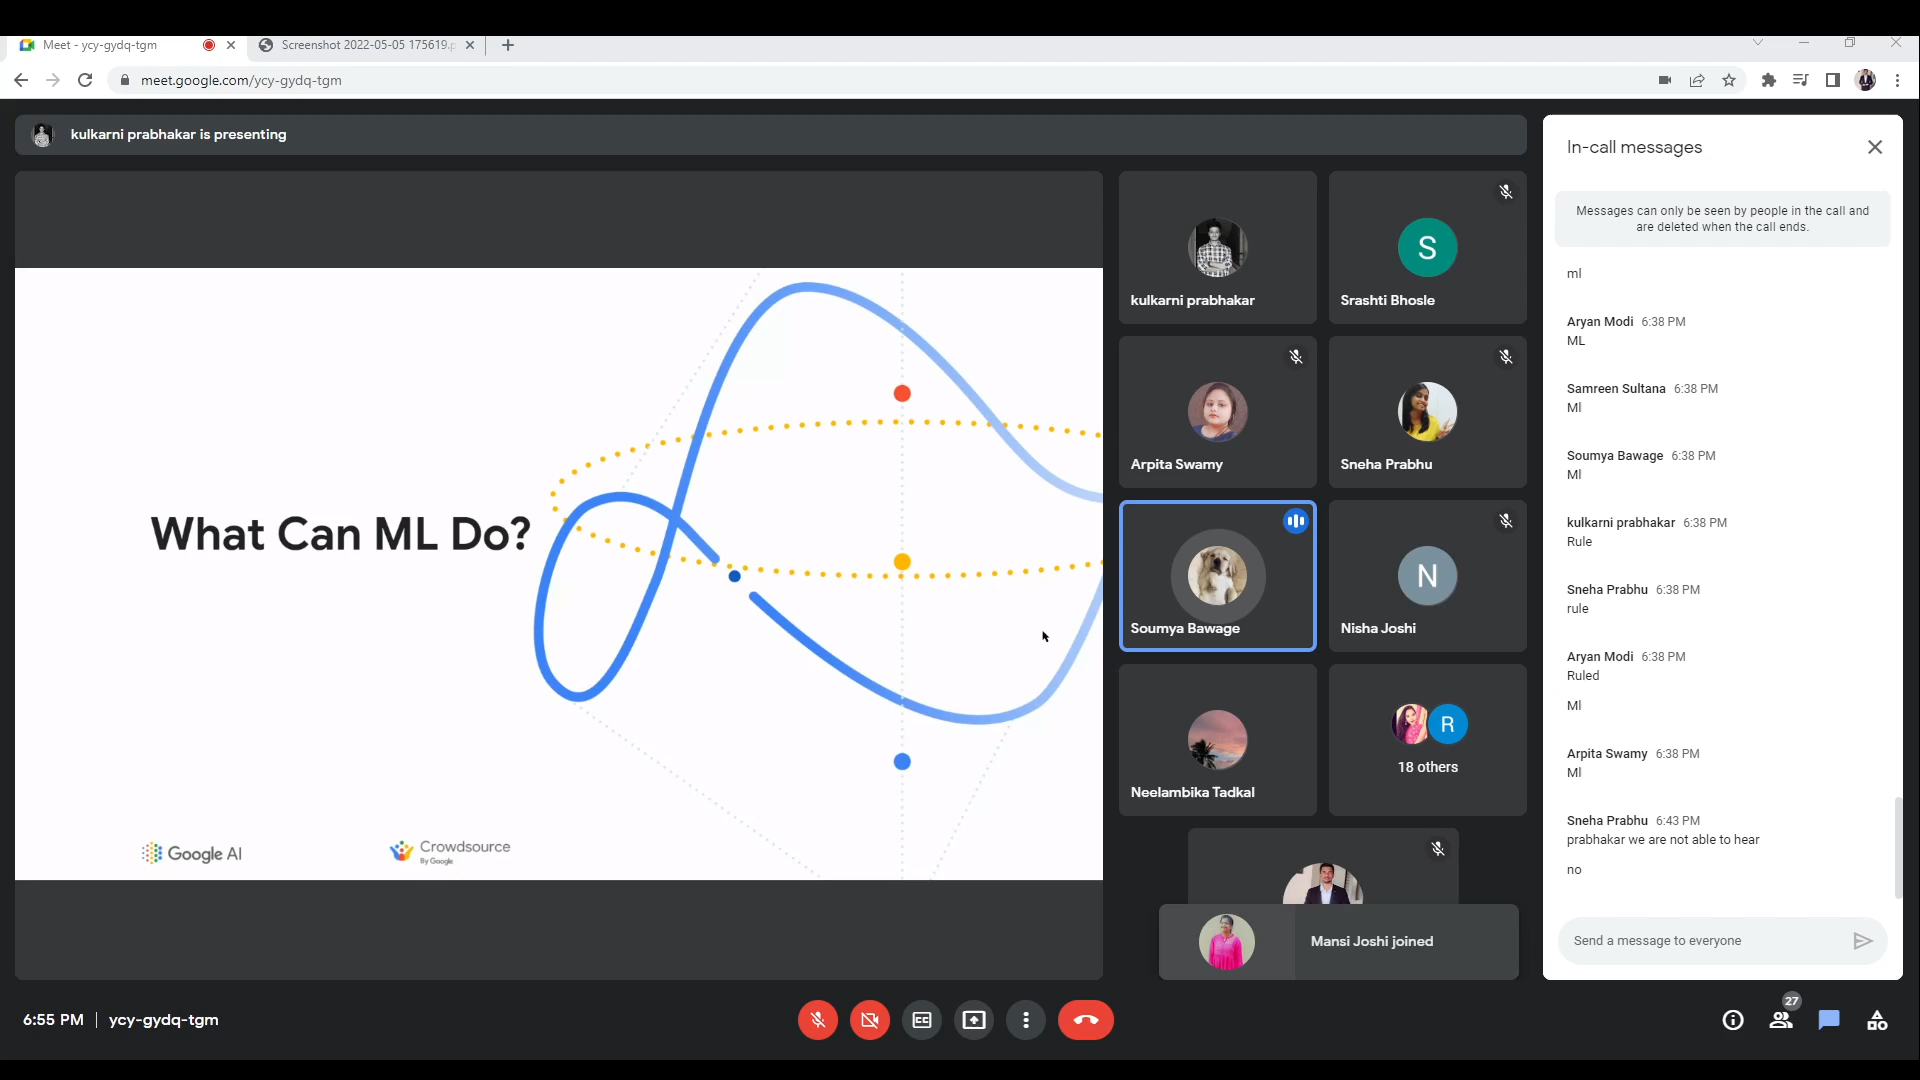 Meet - ycy-gydq-tgm
Screenshot 2022-05-05 175619.p
meet.google.com/ycy-gydq-tgm
kulkarni prabhakar is presenting
What Can ML Do?
Google AI
Crowdsource
By Google
kulkarni prabhakar
S
Srashti Bhosle
Arpita Swamy
Sneha Prabhu
Soumya Bawage
N
Nisha Joshi
Neelambika Tadkal
R
18 others
Mansi Joshi joined
In-call messages
Messages can only be seen by people in the call and
are deleted when the call ends.
ml
Aryan Modi 6:38 PM
ML
Samreen Sultana 6:38 PM
Ml
Soumya Bawage 6:38 PM
Ml
kulkarni prabhakar 6:38 PM
Rule
Sneha Prabhu 6:38 PM
rule
Aryan Modi 6:38 PM
Ruled
Ml
Arpita Swamy 6:38 PM
Ml
Sneha Prabhu 6:43 PM
prabhakar we are not able to hear
no
Send a message to everyone
6:55 PM | ycy-gydq-tgm
CC
27